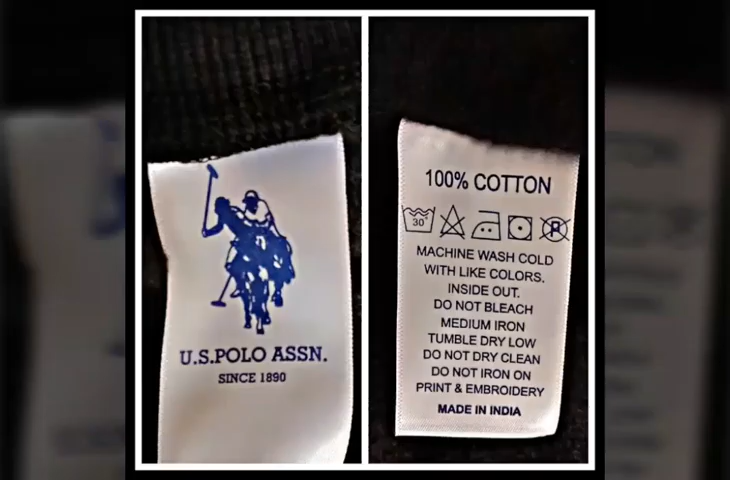 U.S.POLO ASSN.
SINCE 1890
100% COTTON
30°
P
MACHINE WASH COLD
WITH LIKE COLORS.
INSIDE OUT.
DO NOT BLEACH
MEDIUM IRON
TUMBLE DRY LOW
DO NOT DRY CLEAN
DO NOT IRON ON
PRINT & EMBROIDERY
MADE IN INDIA